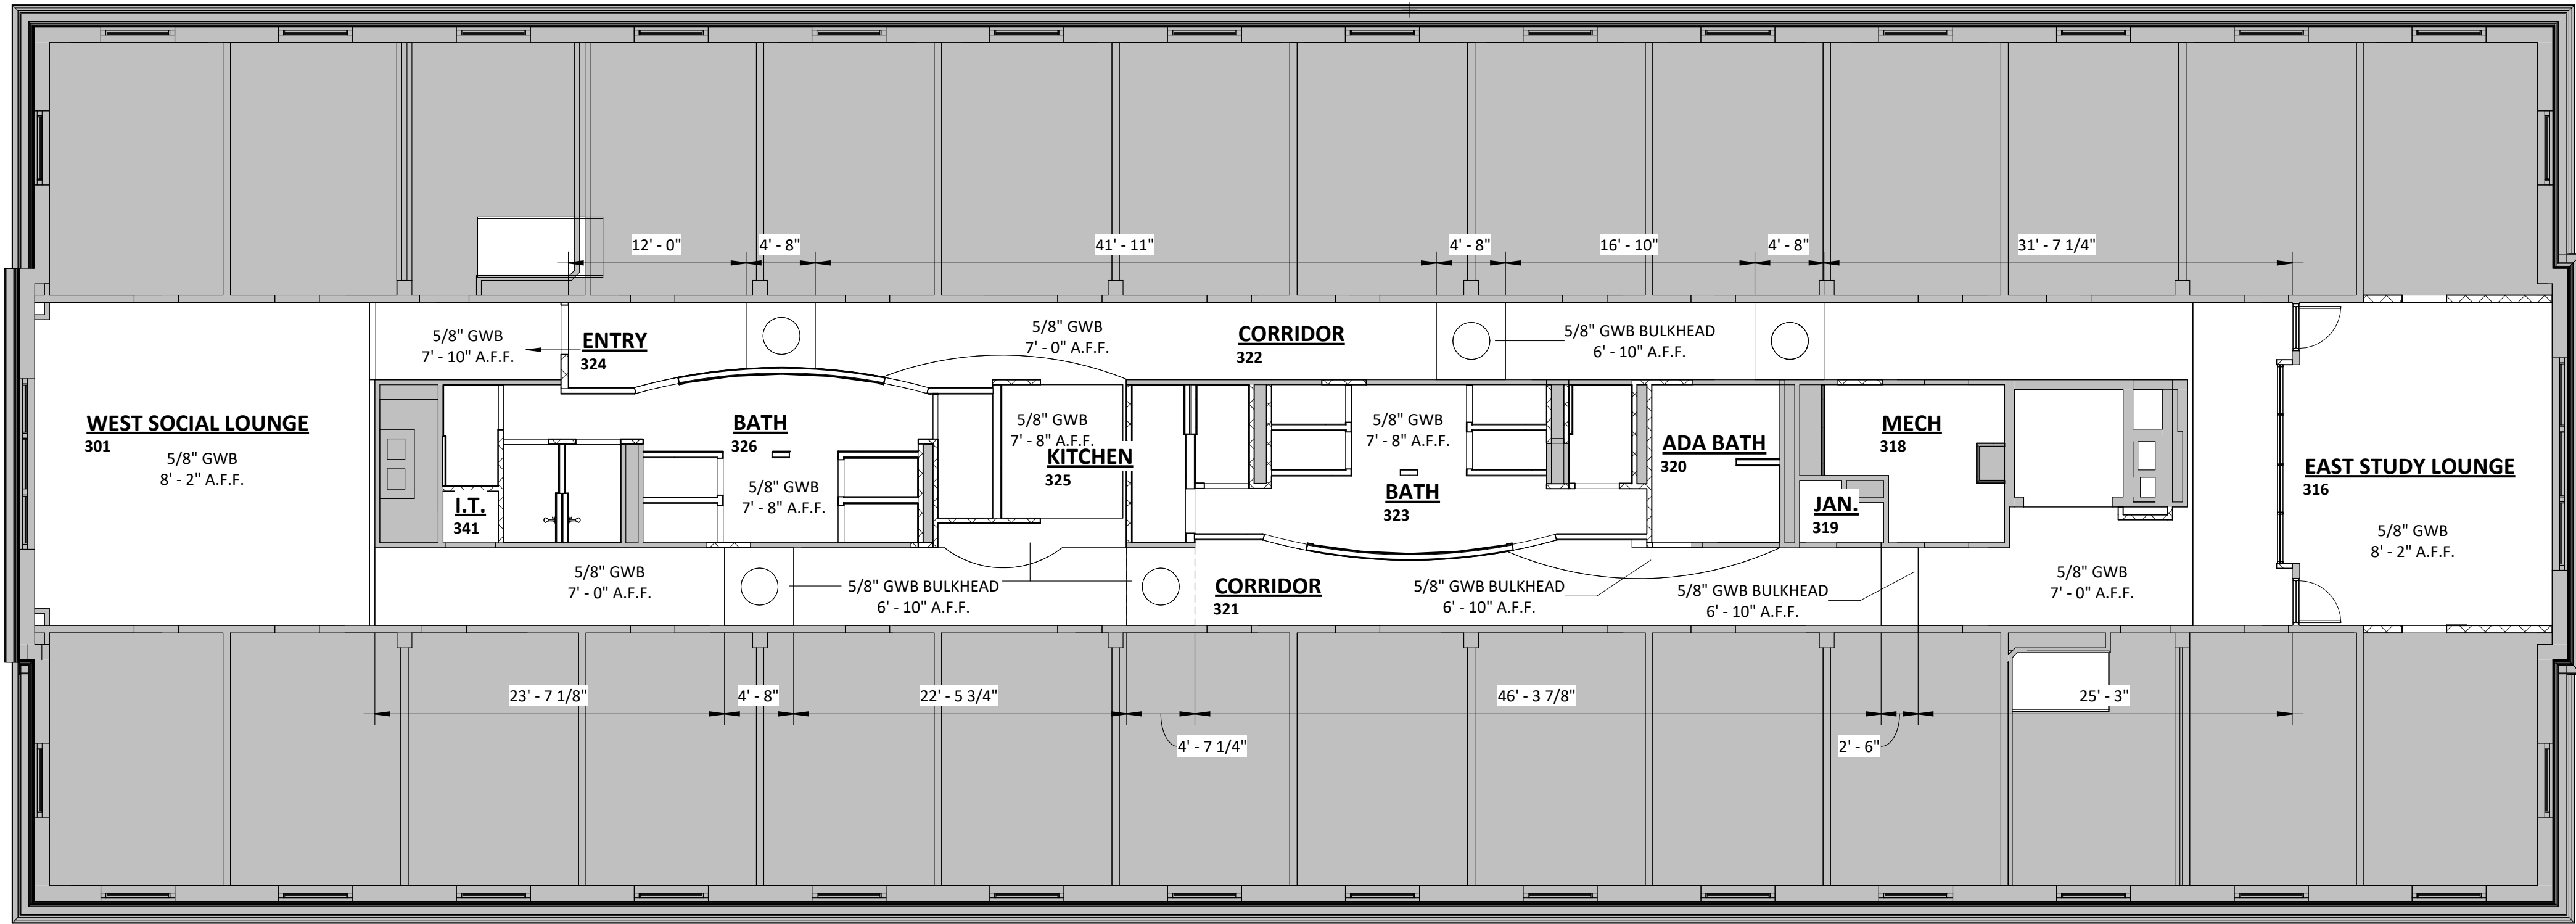 12' - 0"
4' - 8"
41' - 11"
4' - 8"
16' - 10"
4' - 8"
31' - 7 1/4"
5/8" GWB
7' - 10" A.F.F.
ENTRY
324
5/8" GWB
7' - 0" A.F.F.
CORRIDOR
322
5/8" GWB BULKHEAD
6' - 10" A.F.F.
WEST SOCIAL LOUNGE
301
5/8" GWB
8' - 2" A.F.F.
I.T.
341
BATH
326
5/8" GWB
7' - 8" A.F.F.
5/8" GWB
7' - 8" A.F.F.
KITCHEN
325
5/8" GWB
7' - 8" A.F.F.
BATH
323
ADA BATH
320
MECH
318
JAN.
319
EAST STUDY LOUNGE
316
5/8" GWB
8' - 2" A.F.F.
5/8" GWB
7' - 0" A.F.F.
5/8" GWB BULKHEAD
6' - 10" A.F.F.
CORRIDOR
321
5/8" GWB BULKHEAD
6' - 10" A.F.F.
5/8" GWB BULKHEAD
6' - 10" A.F.F.
5/8" GWB
7' - 0" A.F.F.
23' - 7 1/8"
4' - 8"
22' - 5 3/4"
4' - 7 1/4"
46' - 3 7/8"
2' - 6"
25' - 3"